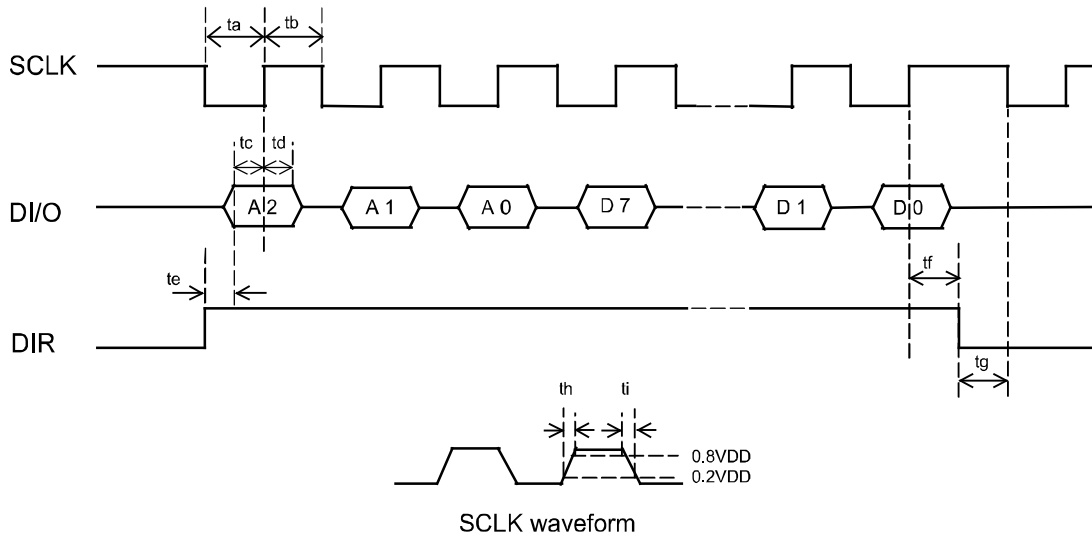 ta tb
SCLK
tc td
DI/O A 2 A 1 A 0 D 7 D 1 D 0
te tf
DIR
tg
th ti
0.8VDD
0.2VDD
SCLK waveform